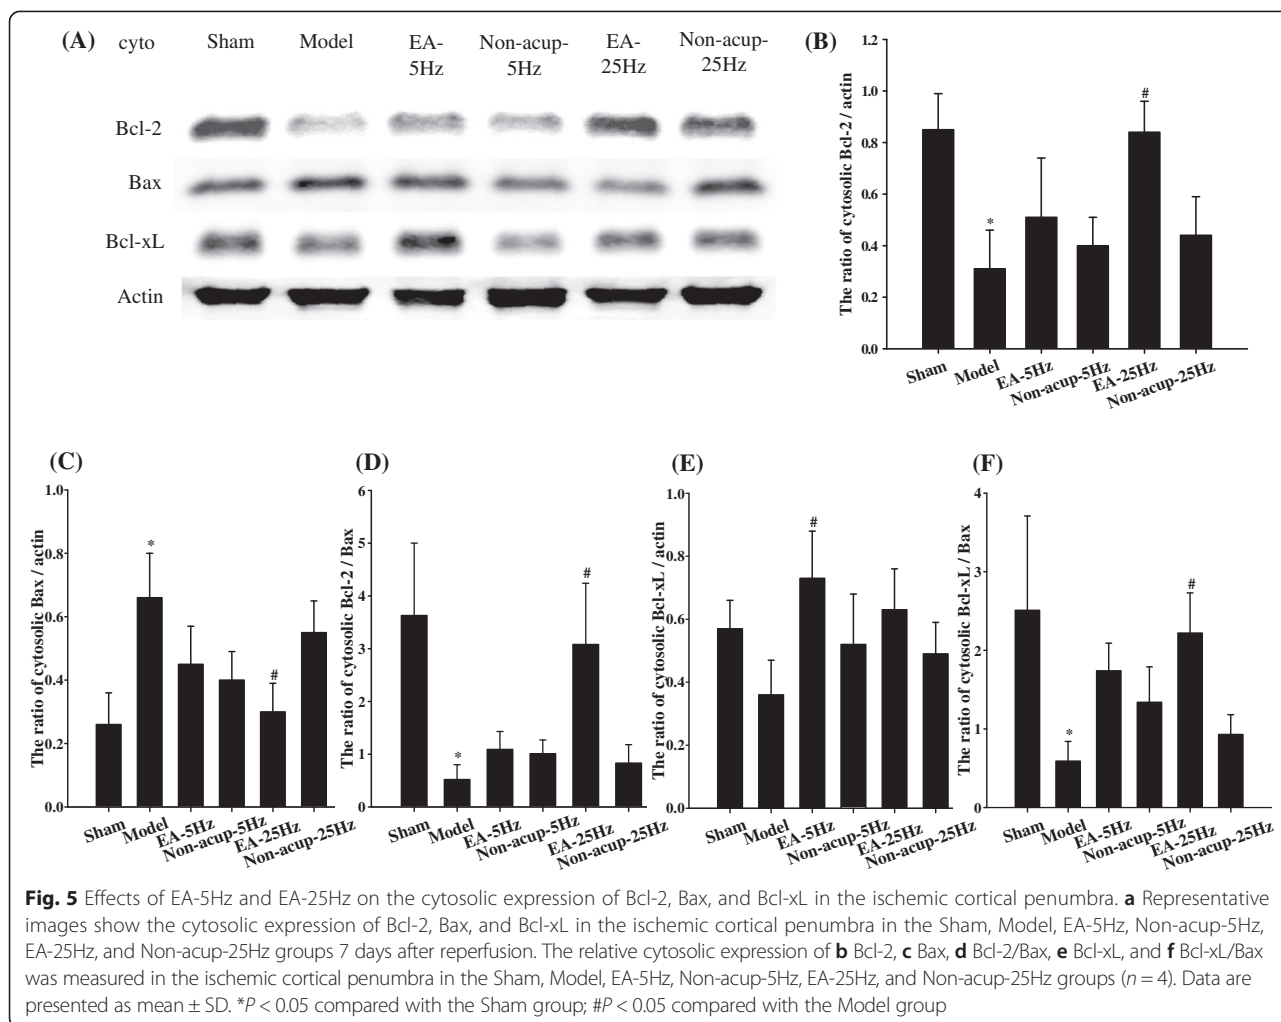 (A) cyto Sham Model EA-5Hz Non-acup-5Hz EA-25Hz Non-acup-25Hz
Bcl-2
Bax
Bcl-xL
Actin
(B)
The ratio of cytosolic Bcl-2 / actin
1.2
1.0
0.8
0.6
0.4
0.2
0.0
*
#
Sham Model EA-5Hz Non-acup-5Hz EA-25Hz Non-acup-25Hz
(C)
The ratio of cytosolic Bax / actin
1.0
0.8
0.6
0.4
0.2
0.0
*
#
Sham Model EA-5Hz Non-acup-5Hz EA-25Hz Non-acup-25Hz
(D)
The ratio of cytosolic Bcl-2 / Bax
6
5
4
3
2
1
0
*
#
Sham Model EA-5Hz Non-acup-5Hz EA-25Hz Non-acup-25Hz
(E)
The ratio of cytosolic Bcl-xL / actin
1.0
0.8
0.6
0.4
0.2
0.0
#
Sham Model EA-5Hz Non-acup-5Hz EA-25Hz Non-acup-25Hz
(F)
The ratio of cytosolic Bcl-xL / Bax
4
3
2
1
0
*
#
Sham Model EA-5Hz Non-acup-5Hz EA-25Hz Non-acup-25Hz
Fig. 5 Effects of EA-5Hz and EA-25Hz on the cytosolic expression of Bcl-2, Bax, and Bcl-xL in the ischemic cortical penumbra. a Representative
images show the cytosolic expression of Bcl-2, Bax, and Bcl-xL in the ischemic cortical penumbra in the Sham, Model, EA-5Hz, Non-acup-5Hz,
EA-25Hz, and Non-acup-25Hz groups 7 days after reperfusion. The relative cytosolic expression of b Bcl-2, c Bax, d Bcl-2/Bax, e Bcl-xL, and f Bcl-xL/Bax
was measured in the ischemic cortical penumbra in the Sham, Model, EA-5Hz, Non-acup-5Hz, EA-25Hz, and Non-acup-25Hz groups (n = 4). Data are
presented as mean ± SD. *P < 0.05 compared with the Sham group; #P < 0.05 compared with the Model group